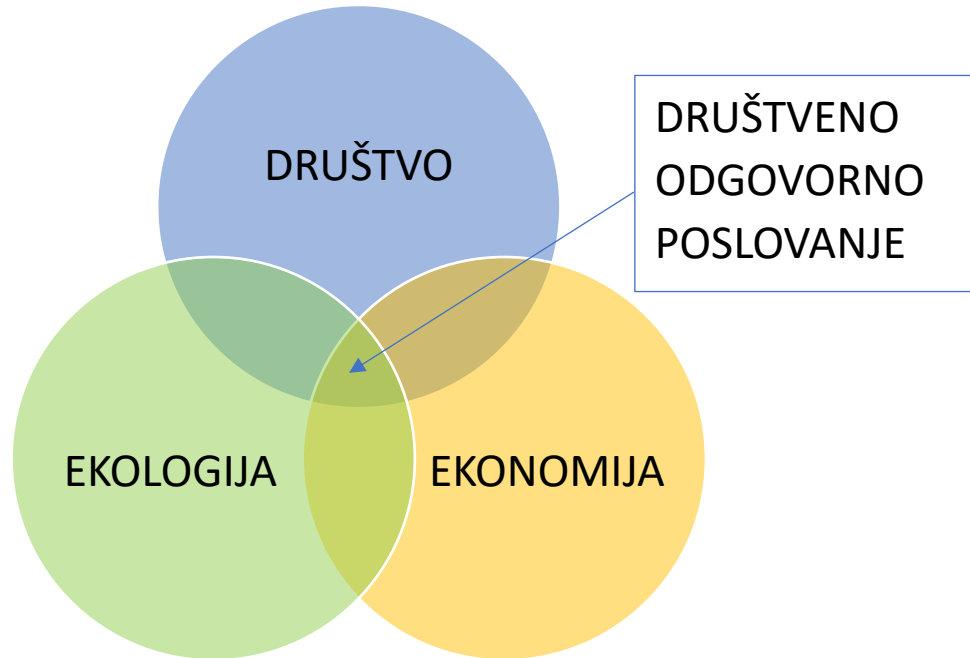 DRUŠTVO
DRUŠTVENO
ODGOVORNO
POSLOVANJE
EKOLOGIJA
EKONOMIJA